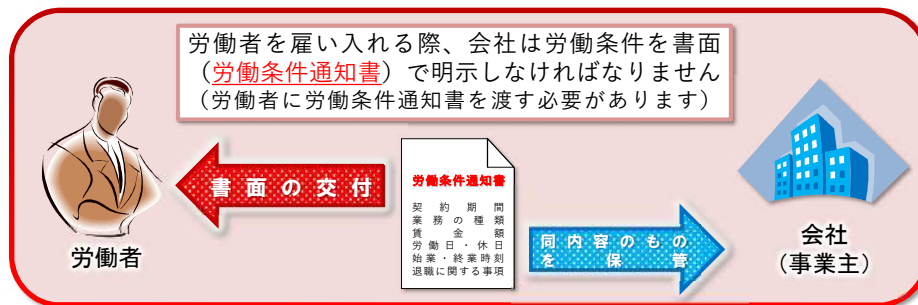 労働者を雇い入れる際、会社は労働条件を書面
（労働条件通知書）で明示しなければなりません
（労働者に労働条件通知書を渡す必要があります）
書面の交付
労働条件通知書
契約期間
業務の種類
賃金額
労働日・休日
始業・終業時刻
退職に関する事項
同内容のもの
を保管
労働者
会社
（事業主）